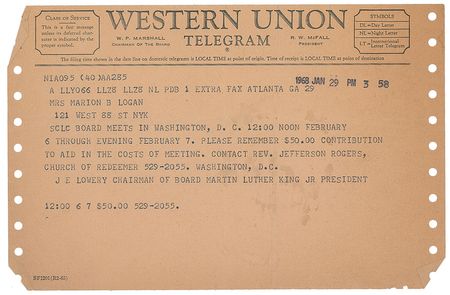 CLASS OF SERVICE
This is a fast message unless its deferred character is indicated by the proper symbol.
WESTERN UNION
TELEGRAM
W. P. MARSHALL
CHAIRMAN OF THE BOARD
R. W. McFALL
PRESIDENT
SYMBOLS
DL=Day Letter
NL=Night Letter
LT=International Letter Telegram
The filing time shown in the date line on domestic telegrams is LOCAL TIME at point of origin. Time of receipt is LOCAL TIME at point of destination
NIA095 (40)AA285
1968 JAN 29 PM 3 58
A LLY066 LLZ8 LLZ8 NL PDB 1 EXTRA FAX ATLANTA GA 29
MRS MARION B LOGAN
121 WEST 88 ST NYK
SCLC BOARD MEETS IN WASHINGTON, D. C. 12:00 NOON FEBRUARY
6 THROUGH EVENING FEBRUARY 7. PLEASE REMEMBER $50.00 CONTRIBUTION
TO AID IN THE COSTS OF MEETING. CONTACT REV. JEFFERSON ROGERS,
CHURCH OF REDEEMER 529-2055. WASHINGTON, D.C.
J E LOWERY CHAIRMAN OF BOARD MARTIN LUTHER KING JR PRESIDENT
12:00 6 7 $50.00 529-2055.
SF1201(R2-65)